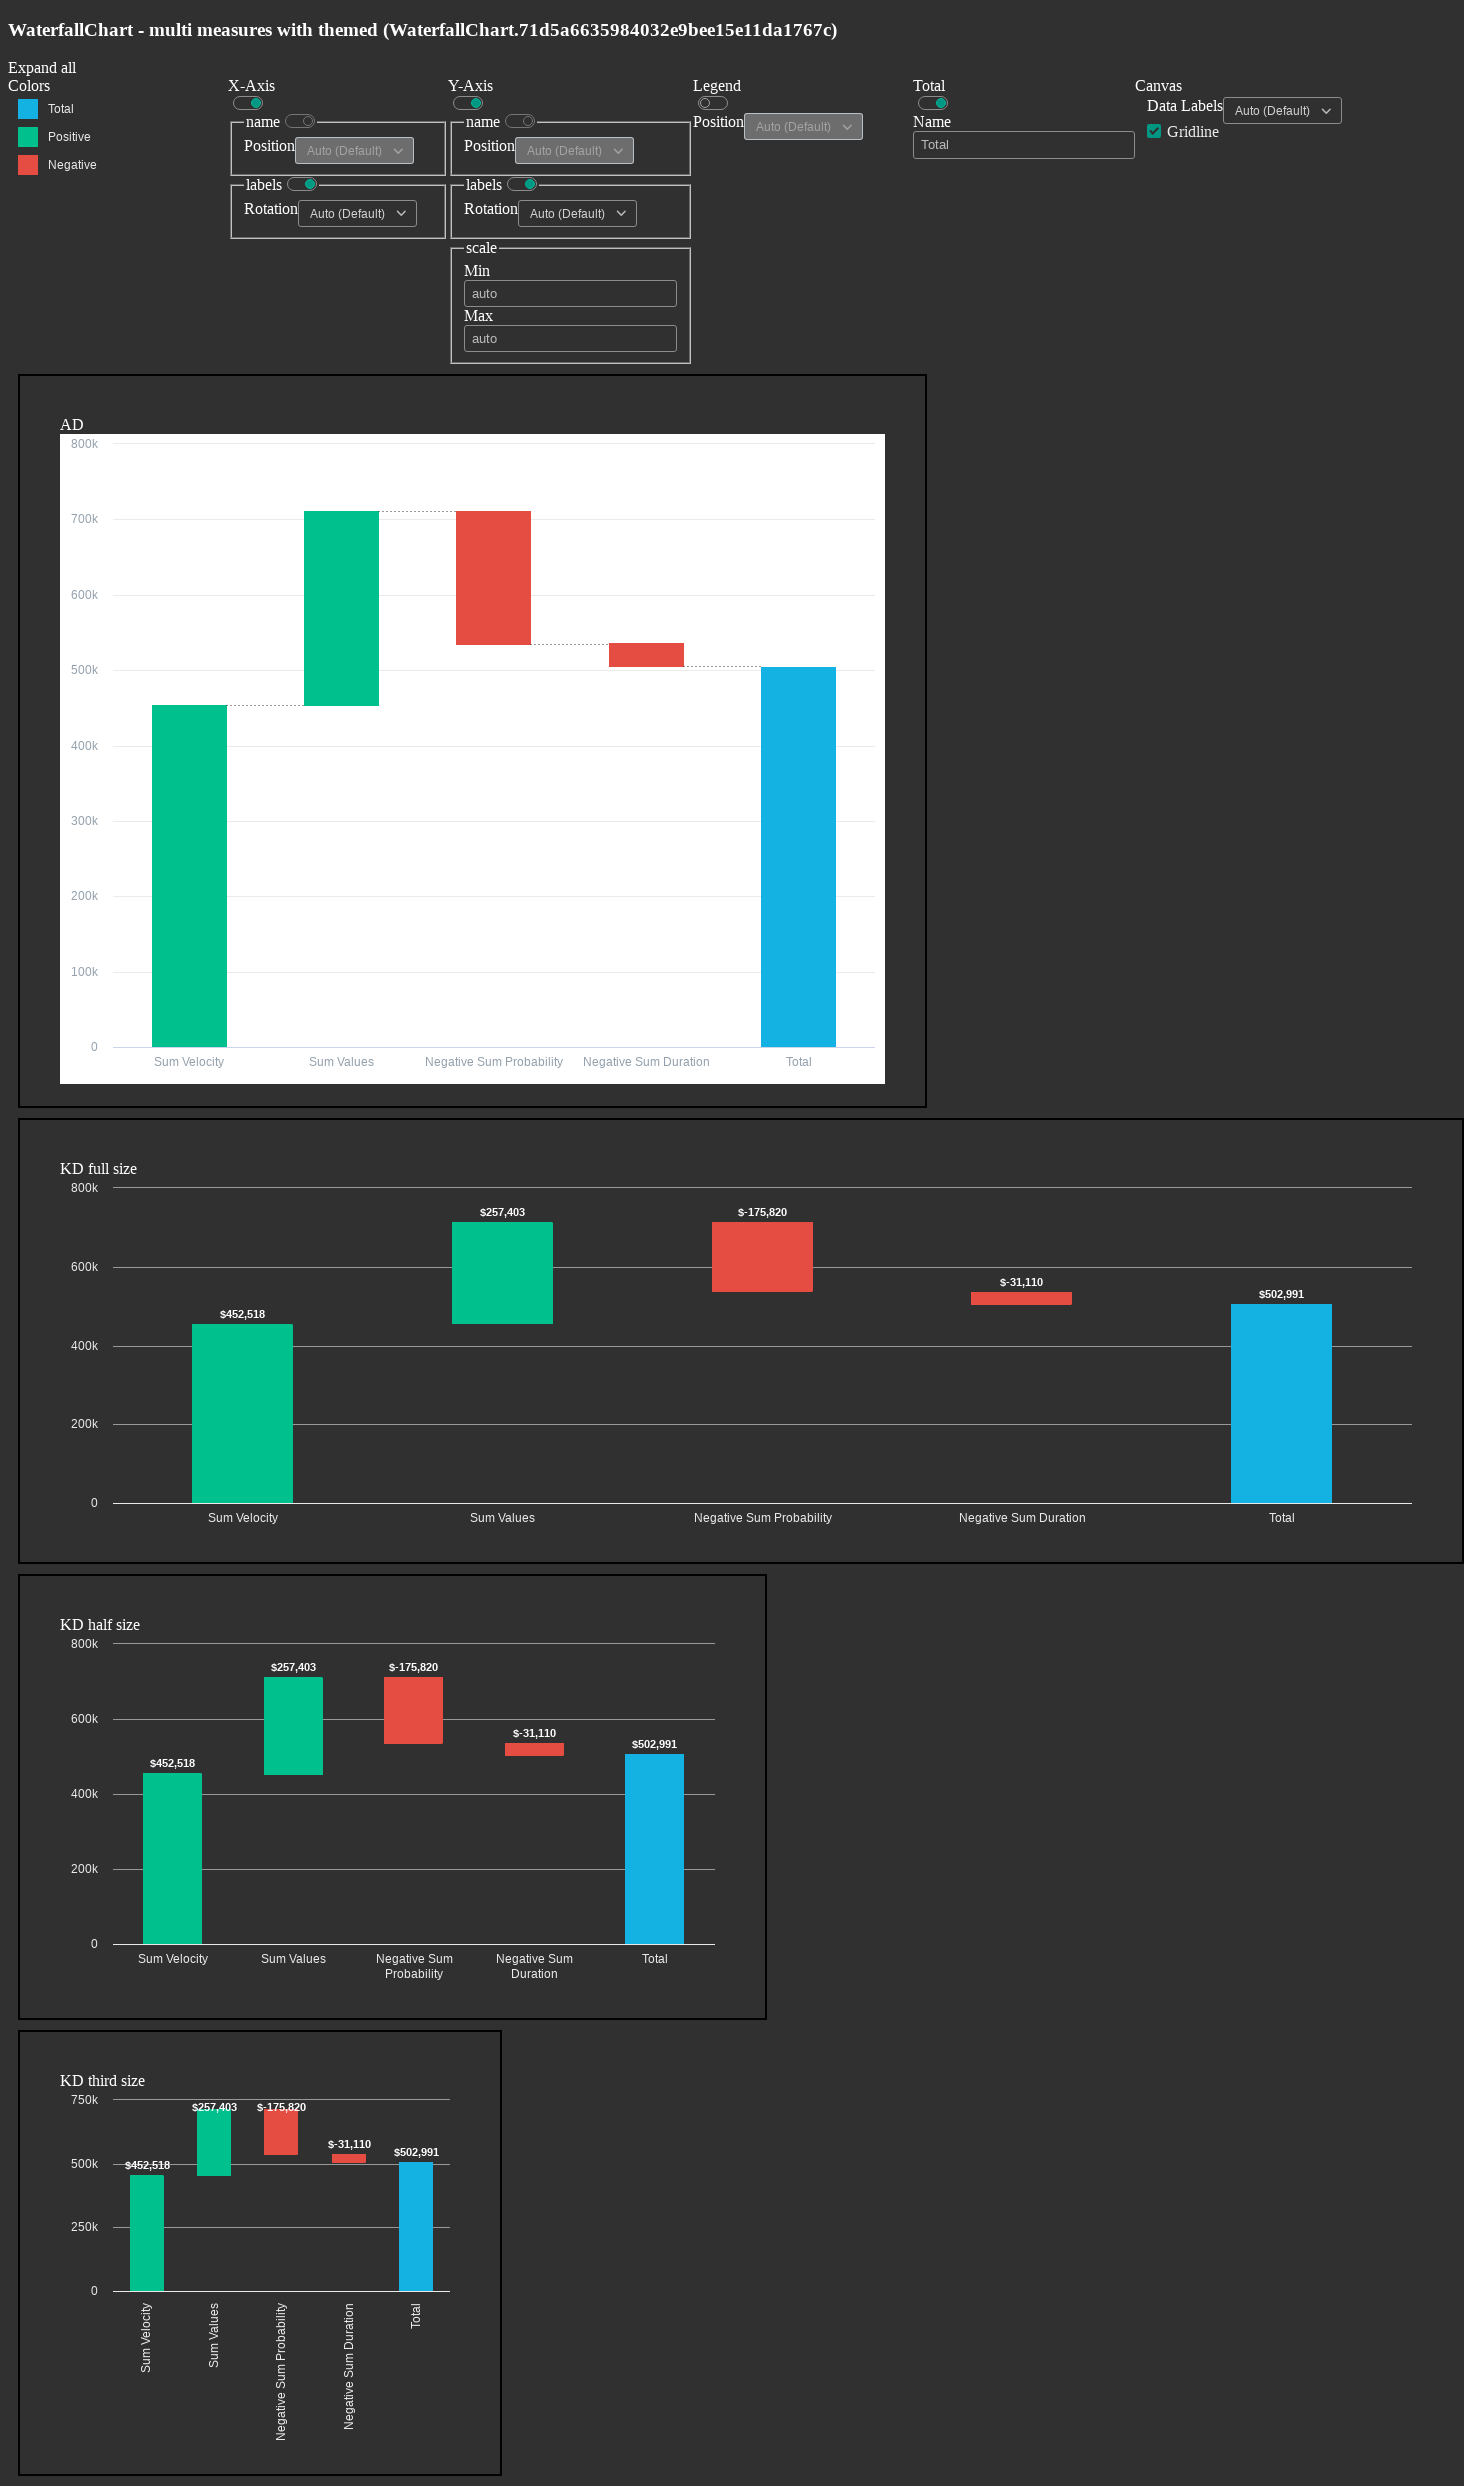 WaterfallChart - multi measures with themed (WaterfallChart.71d5a6635984032e9bee15e11da1767c)
Expand all
Colors
Total
Positive
Negative
X-Axis
name
Position Auto (Default)
labels
Rotation Auto (Default)
Y-Axis
name
Position Auto (Default)
labels
Rotation Auto (Default)
scale
Min
auto
Max
auto
Legend
Position Auto (Default)
Total
Name
Total
Canvas
Data Labels Auto (Default)
Gridline
AD
800k
700k
600k
500k
400k
300k
200k
100k
0
Sum Velocity Sum Values Negative Sum Probability Negative Sum Duration Total
KD full size
800k
$257,403 $-175,820
600k
$-31,110
$502,991
$452,518
400k
200k
0
Sum Velocity Sum Values Negative Sum Probability Negative Sum Duration Total
KD half size
800k
$257,403 $-175,820
600k
$-31,110
$502,991
$452,518
400k
200k
0
Sum Velocity Sum Values Negative Sum Probability Negative Sum Duration Total
KD third size
750k
$257,403 $-175,820
$-31,110
$502,991
500k
$452,518
250k
0
Sum Velocity
Sum Values
Negative Sum Probability
Negative Sum Duration
Total